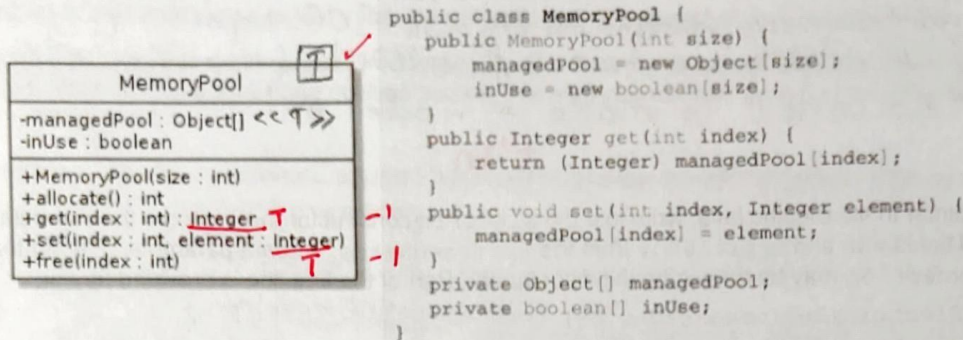 T
MemoryPool
-managedPool : Object[] <<T>>
-inUse : boolean
+MemoryPool(size : int)
+allocate() : int
+get(index : int) : Integer T -1
+set(index : int, element : Integer)
T -1
+free(index : int)
public class MemoryPool {
public MemoryPool(int size) {
managedPool = new Object[size];
inUse = new boolean[size];
}
public Integer get(int index) {
return (Integer) managedPool[index];
}
public void set(int index, Integer element) {
managedPool[index] = element;
}
private Object[] managedPool;
private boolean[] inUse;
}